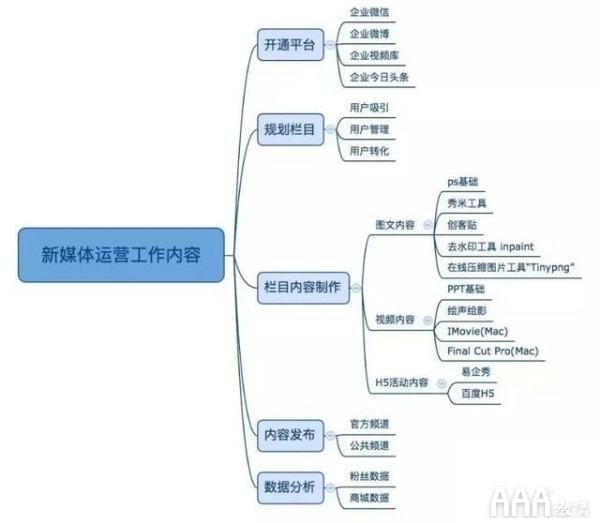 新媒体运营工作内容
开通平台
企业微信
企业微博
企业视频库
企业今日头条
规划栏目
用户吸引
用户管理
用户转化
栏目内容制作
图文内容
ps基础
秀米工具
创客贴
去水印工具 inpaint
在线压缩图片工具“Tinypng”
视频内容
PPT基础
绘声绘影
IMovie(Mac)
Final Cut Pro(Mac)
H5活动内容
易企秀
百度H5
内容发布
官方频道
公共频道
数据分析
粉丝数据
商城数据
AAA教育